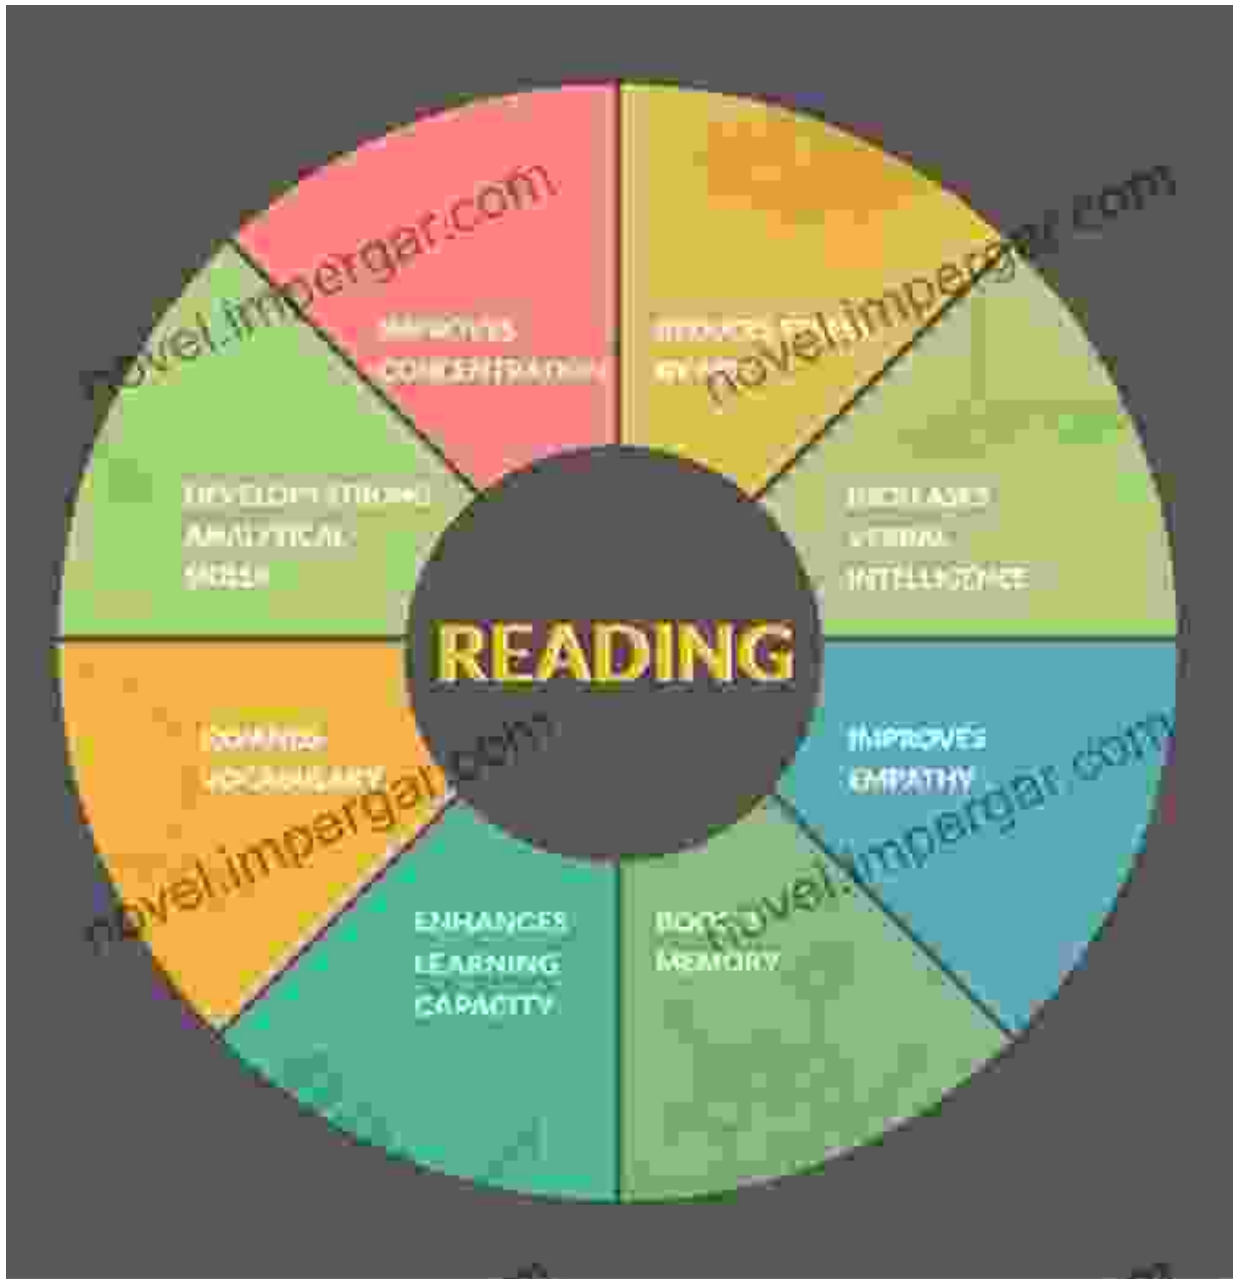 IMPROVES
CONCENTRATION
INCREASES
VERBAL
INTELLIGENCE
IMPROVES
EMPATHY
BOOSTS
MEMORY
ENHANCES
LEARNING
CAPACITY
VOCABULARY
DEVELOPS STRONG
ANALYTICAL
SKILLS
READING
novel.impergar.com
novel.impergar.com
novel.impergar.com
novel.impergar.com